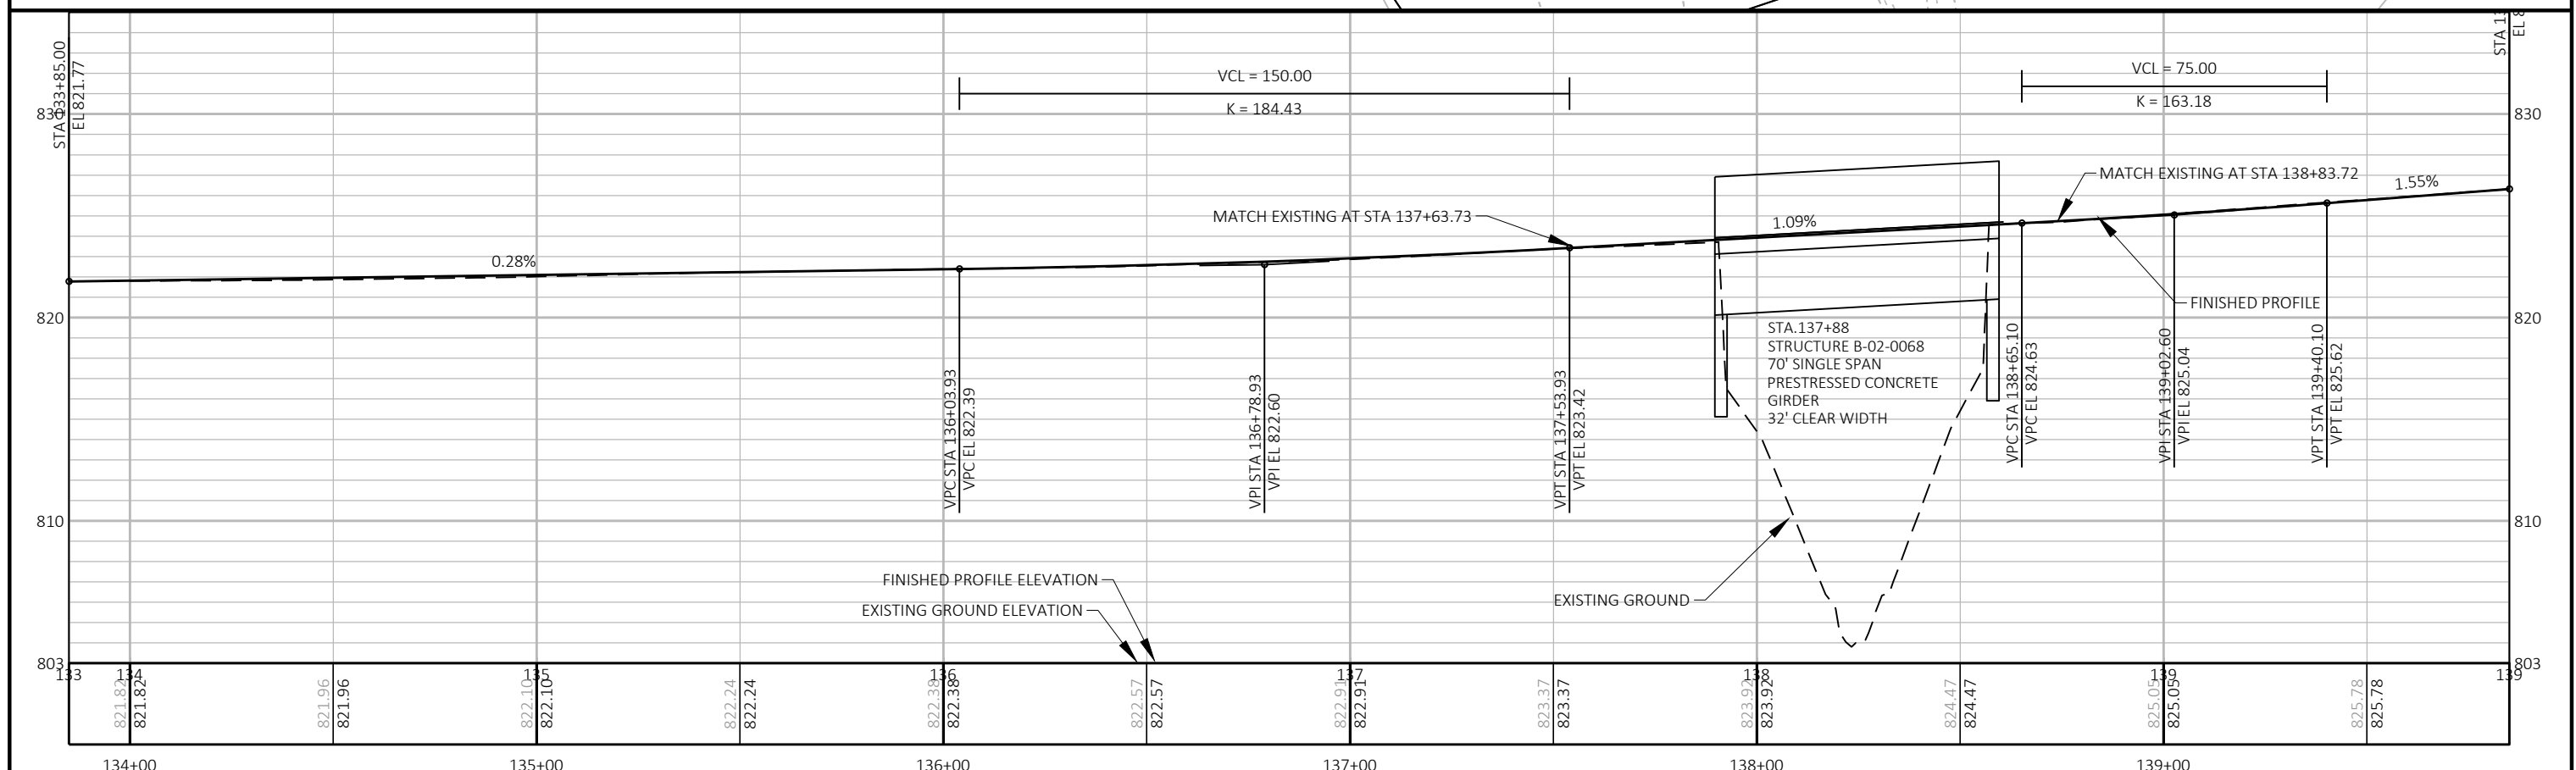 STA 133+85.00
EL 821.77
STA 13
EL 8
VCL = 150.00
K = 184.43
VCL = 75.00
K = 163.18
830
830
MATCH EXISTING AT STA 138+83.72
1.55%
MATCH EXISTING AT STA 137+63.73
1.09%
0.28%
FINISHED PROFILE
820
820
STA.137+88
STRUCTURE B-02-0068
70' SINGLE SPAN
PRESTRESSED CONCRETE
GIRDER
32' CLEAR WIDTH
VPC STA 136+03.93
VPC EL 822.39
VPI STA 136+78.93
VPI EL 822.60
VPT STA 137+53.93
VPT EL 823.42
VPC STA 138+65.10
VPC EL 824.63
VPI STA 139+02.60
VPI EL 825.04
VPT STA 139+40.10
VPT EL 825.62
810
810
FINISHED PROFILE ELEVATION
EXISTING GROUND ELEVATION
EXISTING GROUND
803
803
133 134 135 136 137 138 139 139
821.82 821.82
821.96 821.96
822.10 822.10
822.24 822.24
822.38 822.38
822.57 822.57
822.91 822.91
823.37 823.37
823.92 823.92
824.47 824.47
825.05 825.05
825.78 825.78
134+00 135+00 136+00 137+00 138+00 139+00